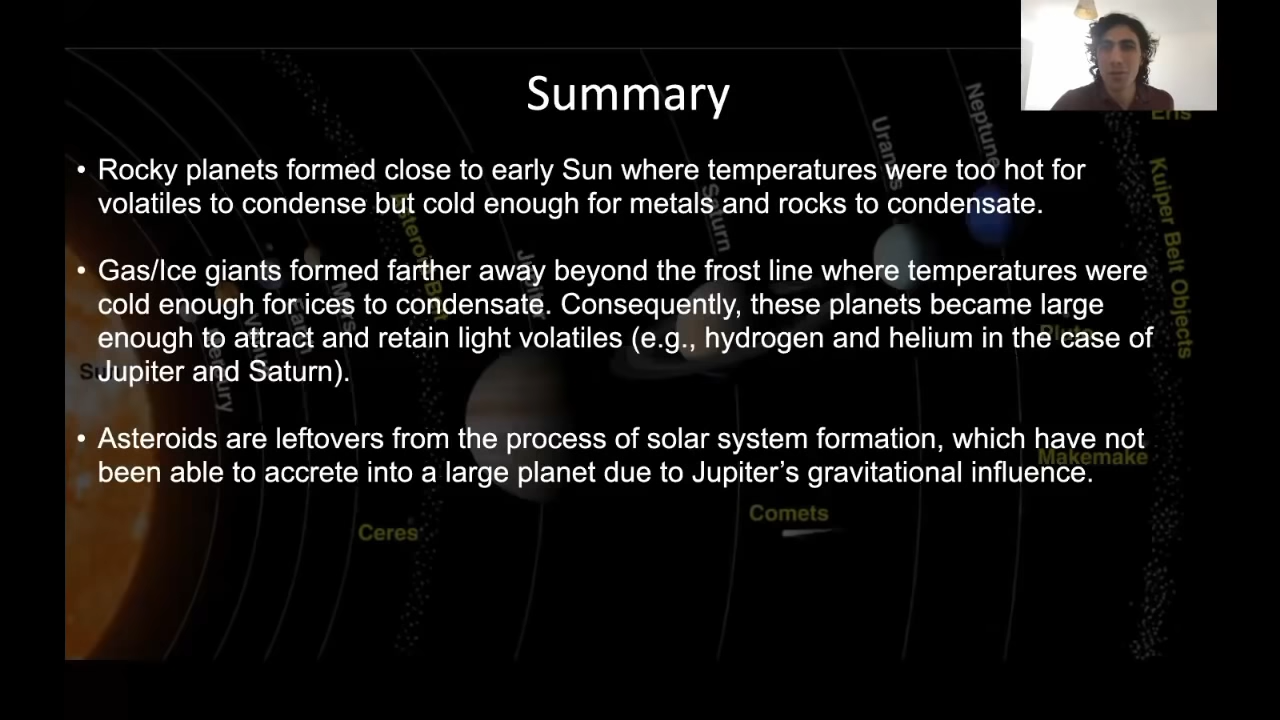 Summary
• Rocky planets formed close to early Sun where temperatures were too hot for
volatiles to condense but cold enough for metals and rocks to condensate.
• Gas/Ice giants formed farther away beyond the frost line where temperatures were
cold enough for ices to condensate. Consequently, these planets became large
enough to attract and retain light volatiles (e.g., hydrogen and helium in the case of
Jupiter and Saturn).
• Asteroids are leftovers from the process of solar system formation, which have not
been able to accrete into a large planet due to Jupiter's gravitational influence.
Mercury
Mars
Asteroid Belt
Ceres
Jupiter
Saturn
Comets
Uranus
Neptune
Pluto
Makemake
Eris
Kuiper Belt Objects